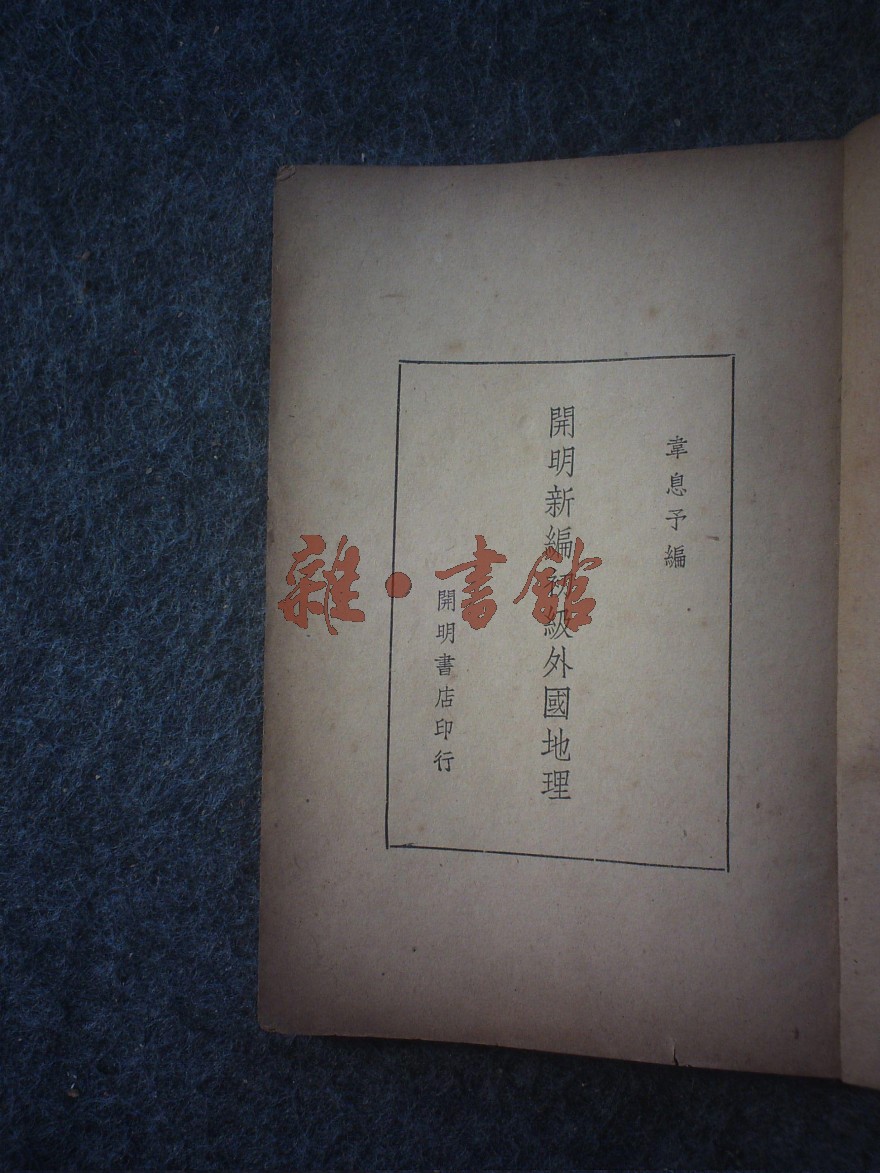 韋息予編
開明新編初級外國地理
開明書店印行
雜·書館